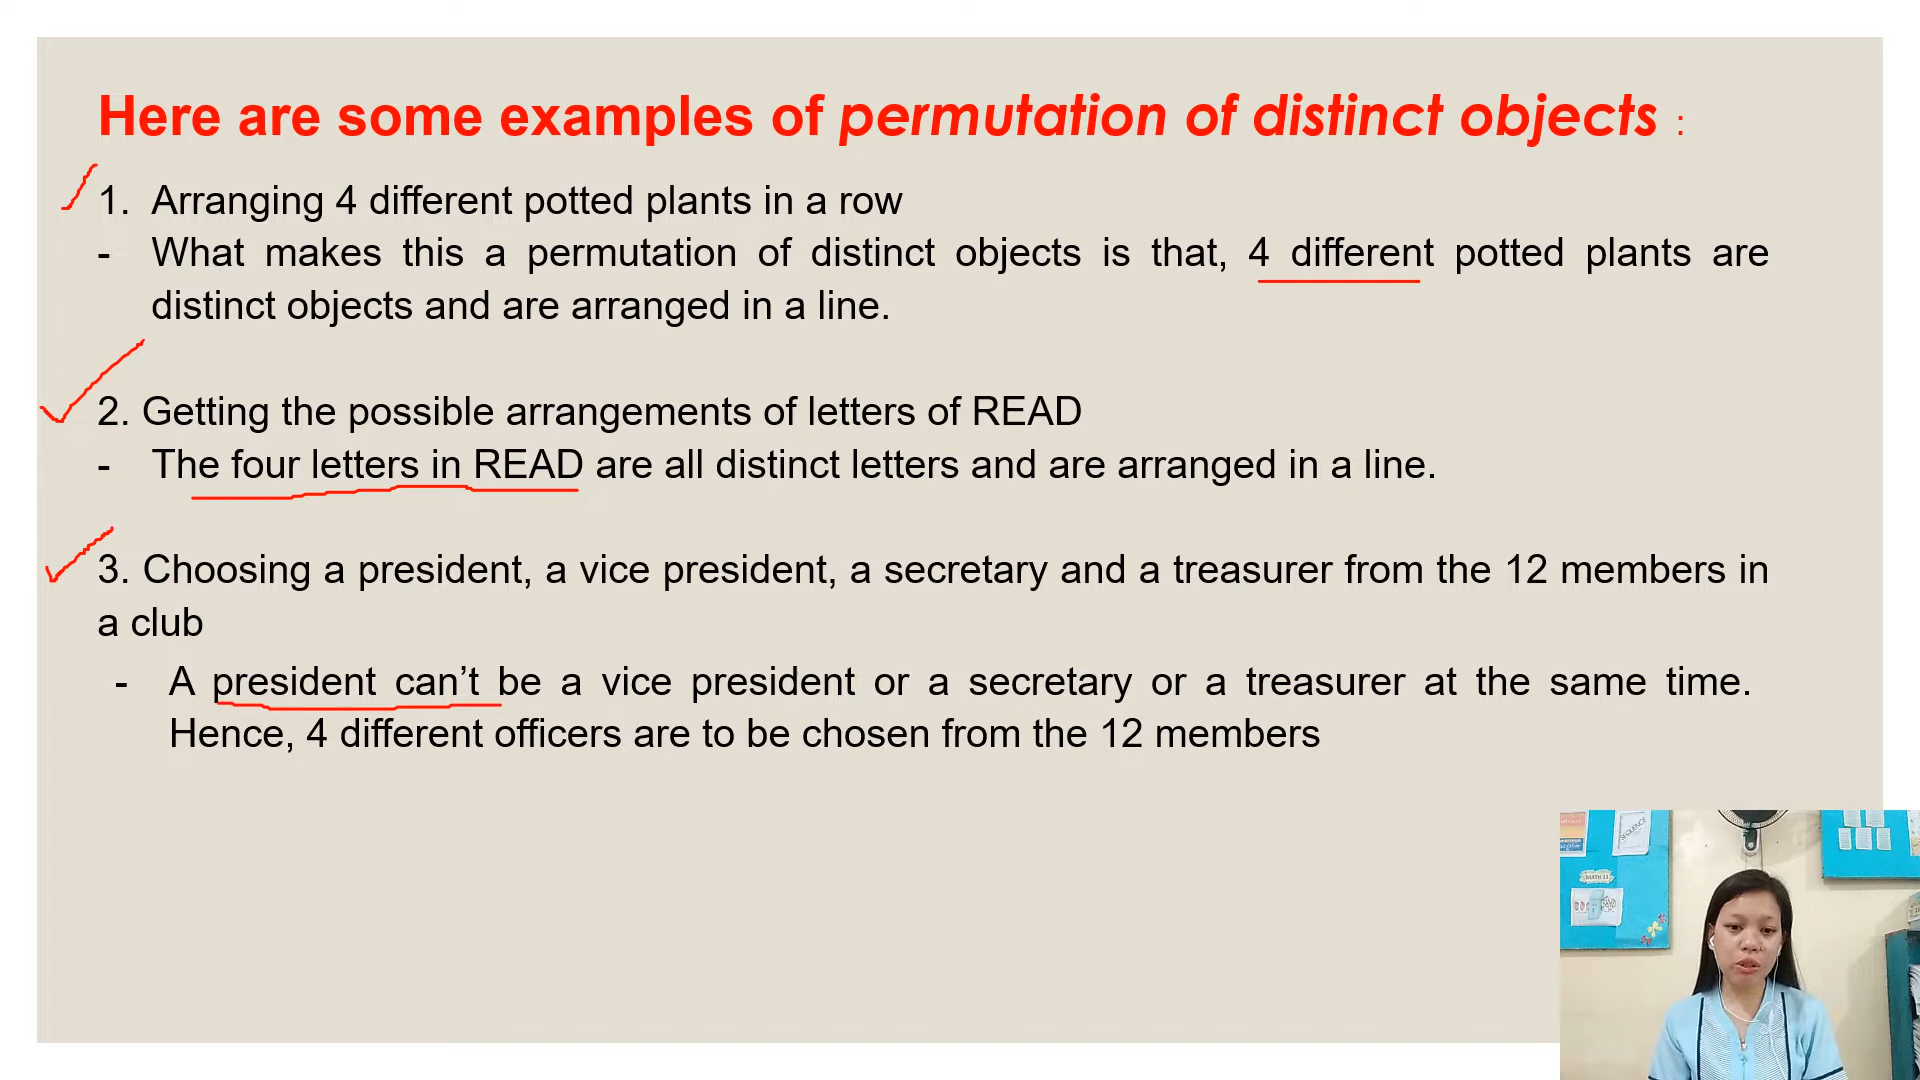 Here are some examples of permutation of distinct objects :
1. Arranging 4 different potted plants in a row
- What makes this a permutation of distinct objects is that, 4 different potted plants are
distinct objects and are arranged in a line.
2. Getting the possible arrangements of letters of READ
- The four letters in READ are all distinct letters and are arranged in a line.
3. Choosing a president, a vice president, a secretary and a treasurer from the 12 members in
a club
- A president can’t be a vice president or a secretary or a treasurer at the same time.
Hence, 4 different officers are to be chosen from the 12 members
SEQUENCE
MATH 11